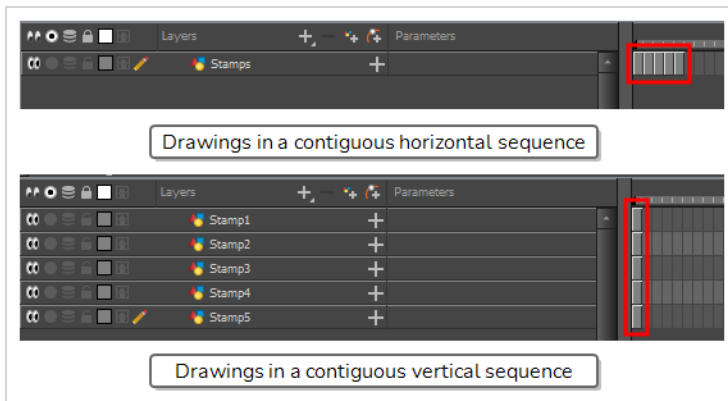 Layers
Parameters
Stamps
Drawings in a contiguous horizontal sequence
Layers
Parameters
Stamp1
Stamp2
Stamp3
Stamp4
Stamp5
Drawings in a contiguous vertical sequence